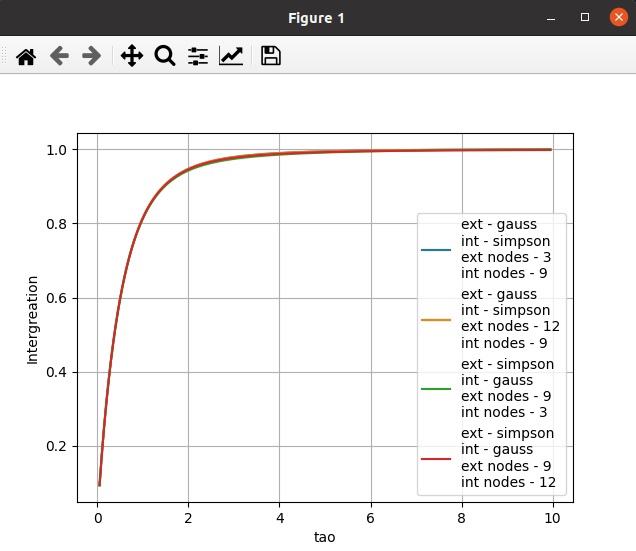 Figure 1
1.0
0.8
0.6
0.4
0.2
Intergreation
ext - gauss
int - simpson
ext nodes - 3
int nodes - 9
ext - gauss
int - simpson
ext nodes - 12
int nodes - 9
ext - simpson
int - gauss
ext nodes - 9
int nodes - 3
ext - simpson
int - gauss
ext nodes - 9
int nodes - 12
0 2 4 6 8 10
tao